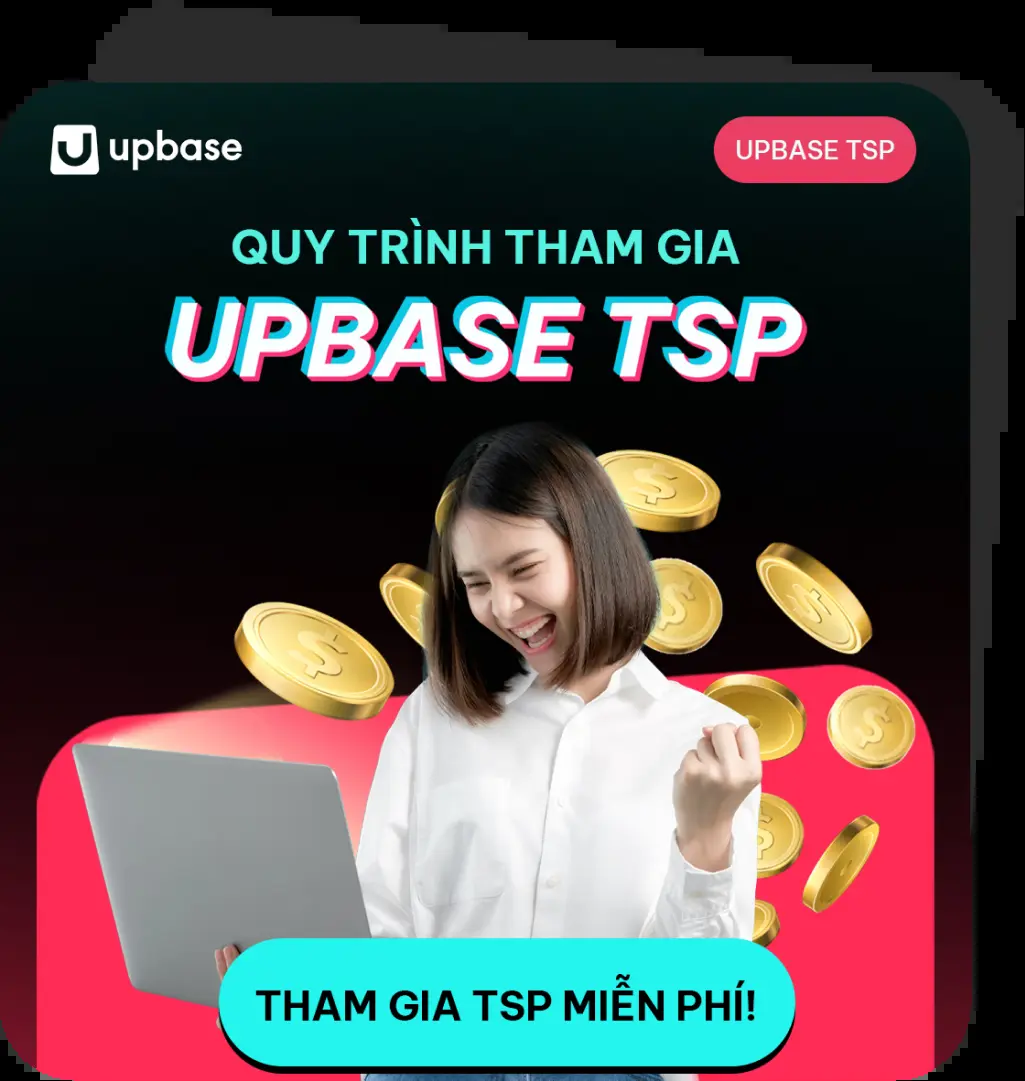 upbase
UPBASE TSP
QUY TRÌNH THAM GIA
UPBASE TSP
THAM GIA TSP MIỄN PHÍ!